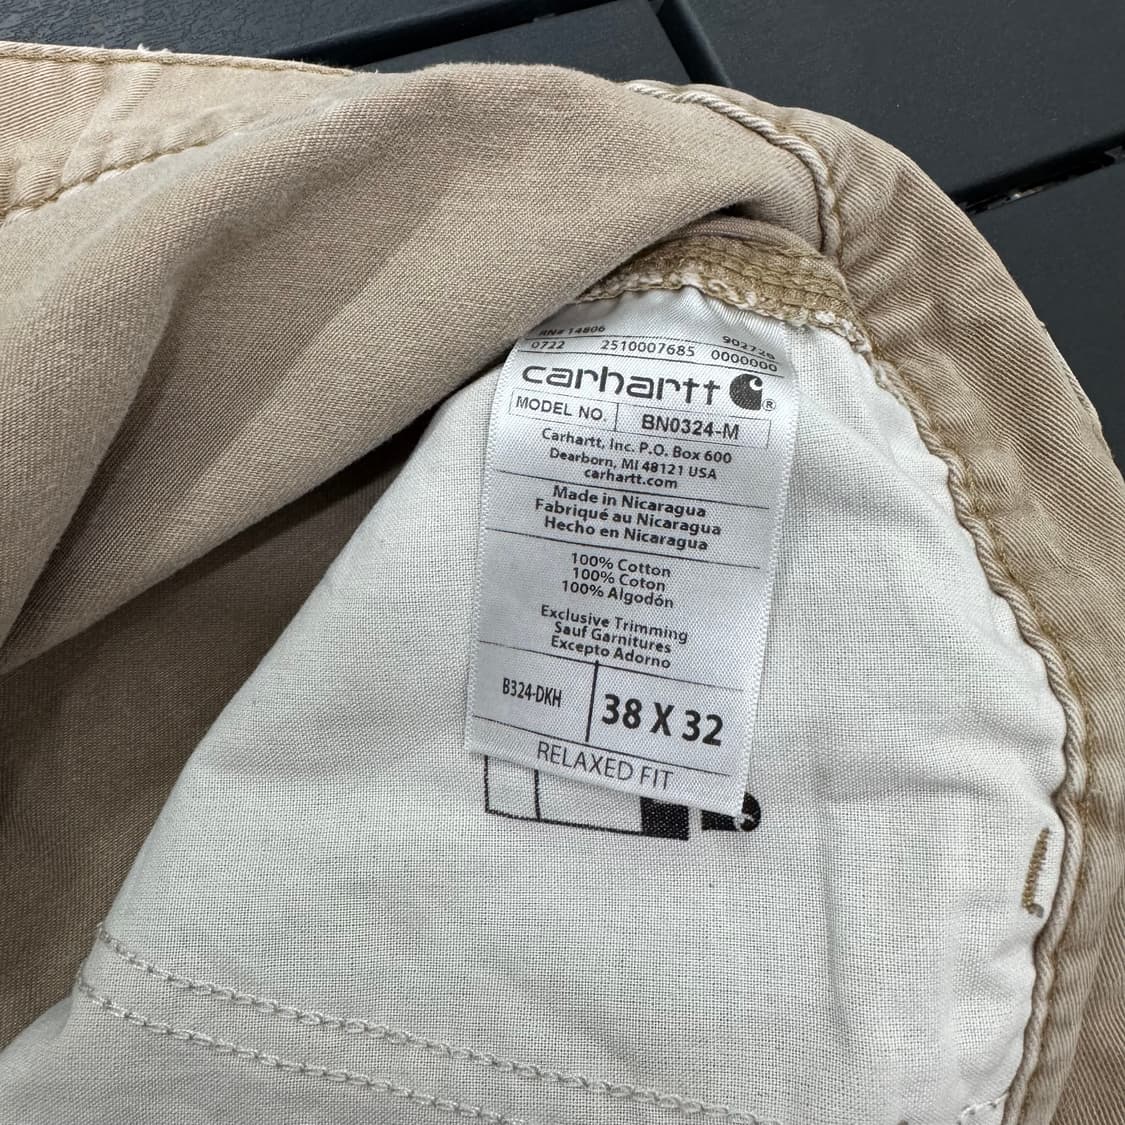 RN# 14806 902726
0722 2510007685 0000000
carhartt ®
MODEL NO. BN0324-M
Carhartt, Inc. P.O. Box 600
Dearborn, MI 48121 USA
carhartt.com
Made in Nicaragua
Fabriqué au Nicaragua
Hecho en Nicaragua
100% Cotton
100% Coton
100% Algodón
Exclusive Trimming
Sauf Garnitures
Excepto Adorno
B324-DKH 38 X 32
RELAXED FIT